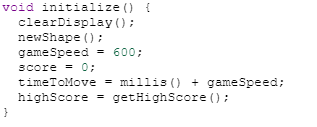 void initialize() {
  clearDisplay();
  newShape();
  gameSpeed = 600;
  score = 0;
  timeToMove = millis() + gameSpeed;
  highScore = getHighScore();
}